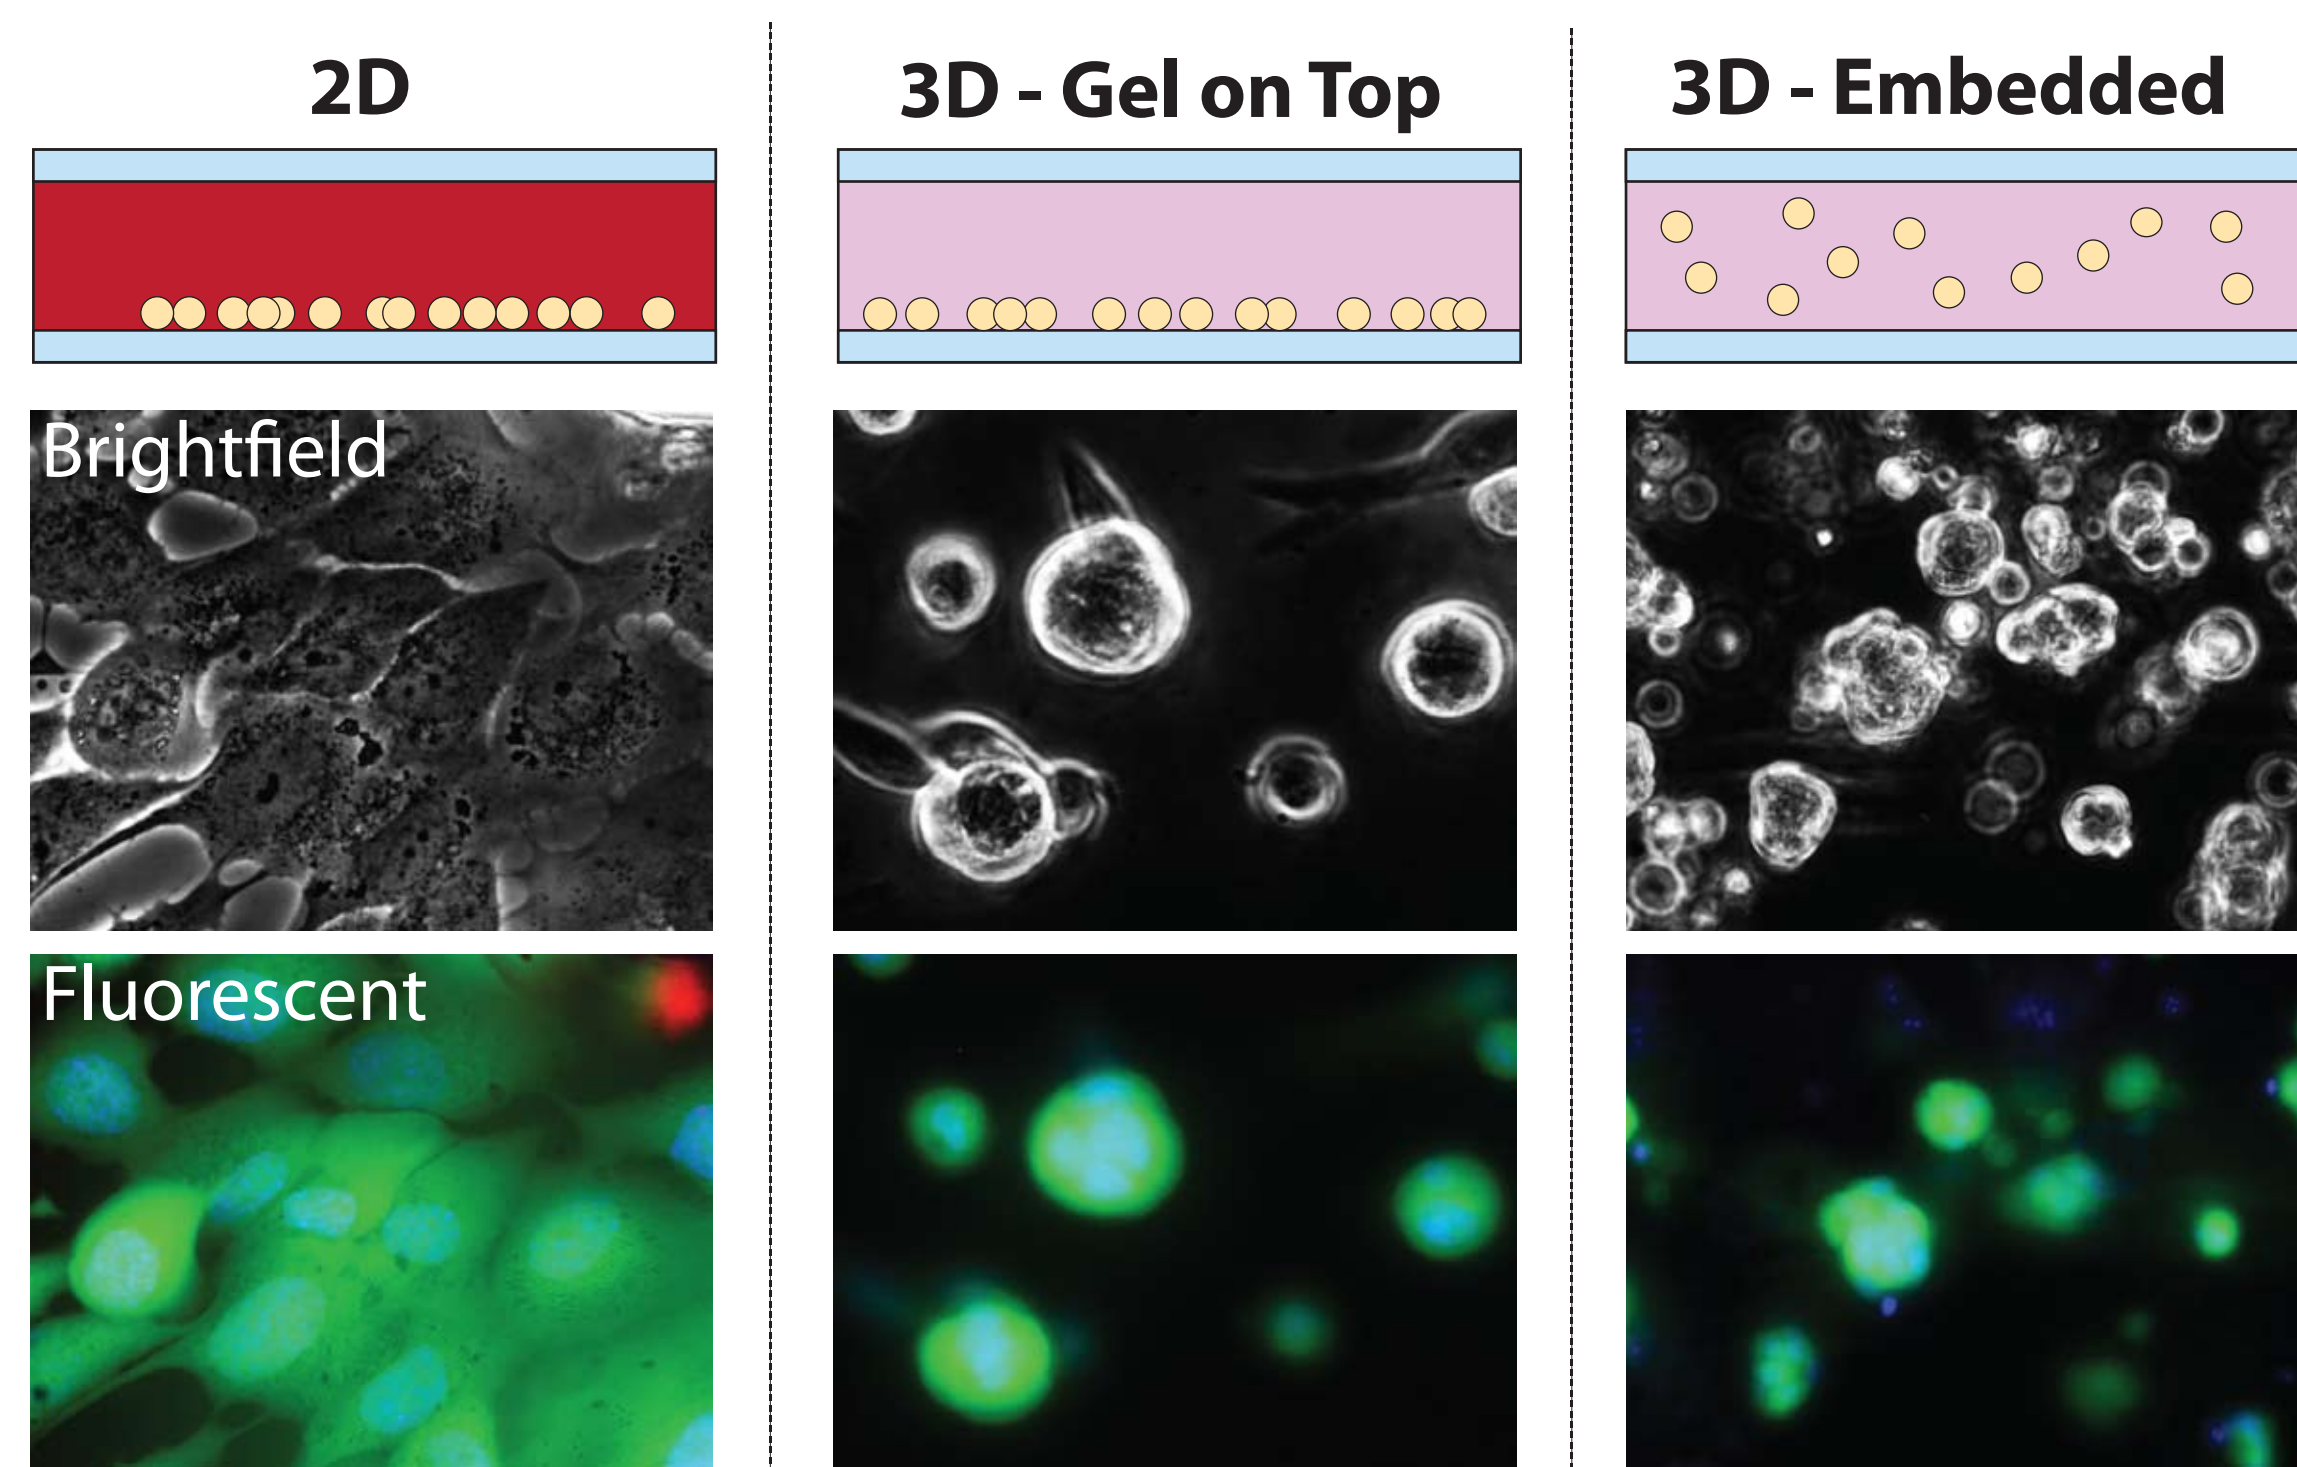 2D
3D - Gel on Top
3D - Embedded
Brightfield
Fluorescent